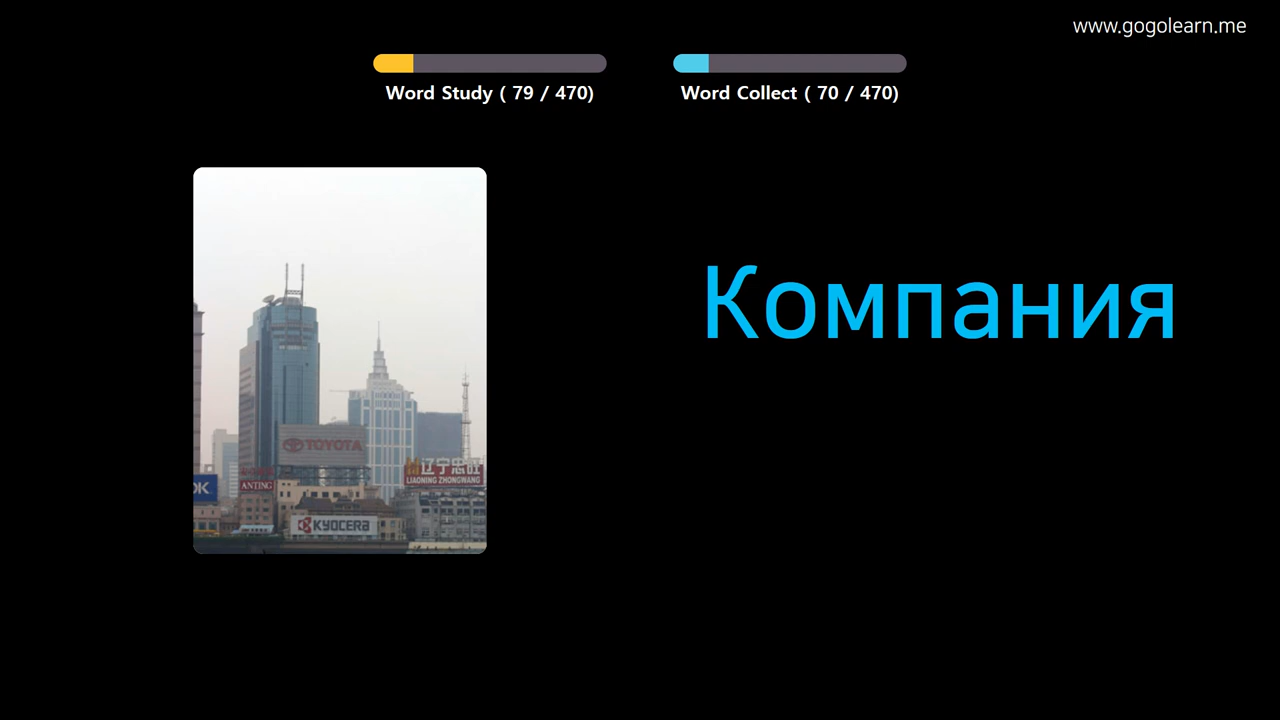 www.gogolearn.me
Word Study ( 79 / 470)
Word Collect ( 70 / 470)
Компания
TOYOTA
辽宁忠旺
LIAONING ZHONGWANG
OK
ANTING
KYOCERA